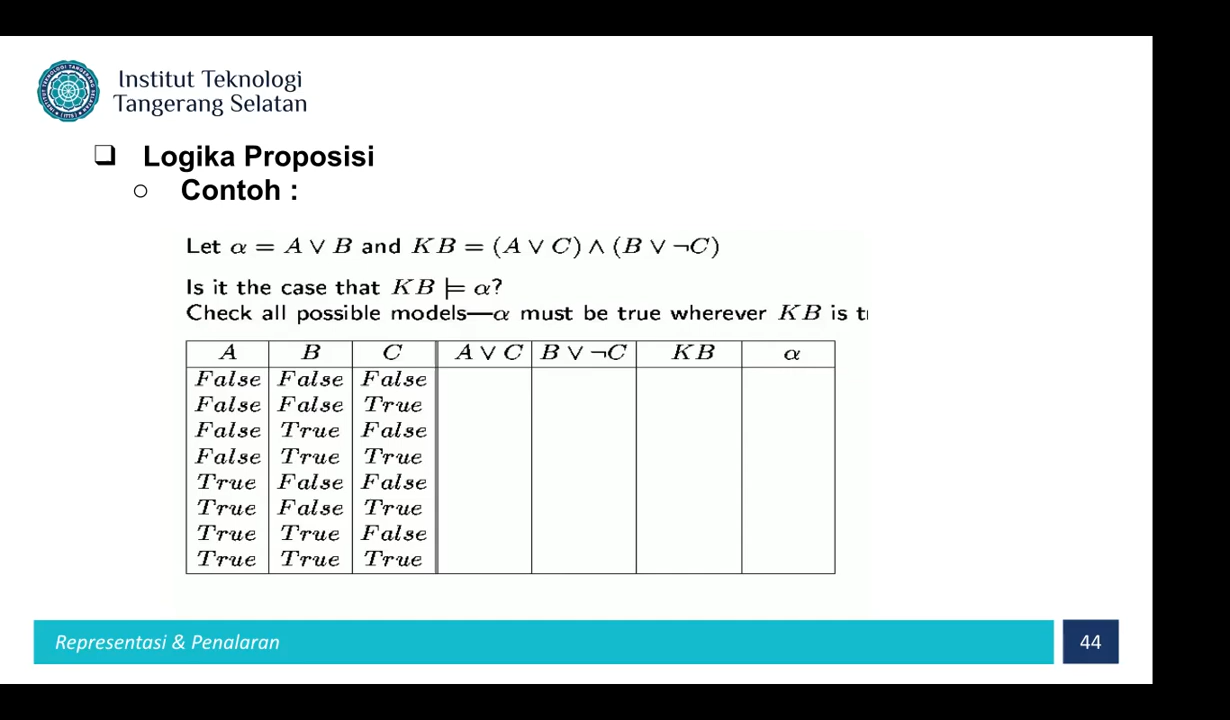 Institut Teknologi
Tangerang Selatan
❑ Logika Proposisi
○ Contoh :
Let α = A ∨ B and KB = (A ∨ C) ∧ (B ∨ ¬C)
Is it the case that KB ⊨ α?
Check all possible models—α must be true wherever KB is t
A B C A ∨ C B ∨ ¬C KB α
False False False
False False True
False True False
False True True
True False False
True False True
True True False
True True True
Representasi & Penalaran
44